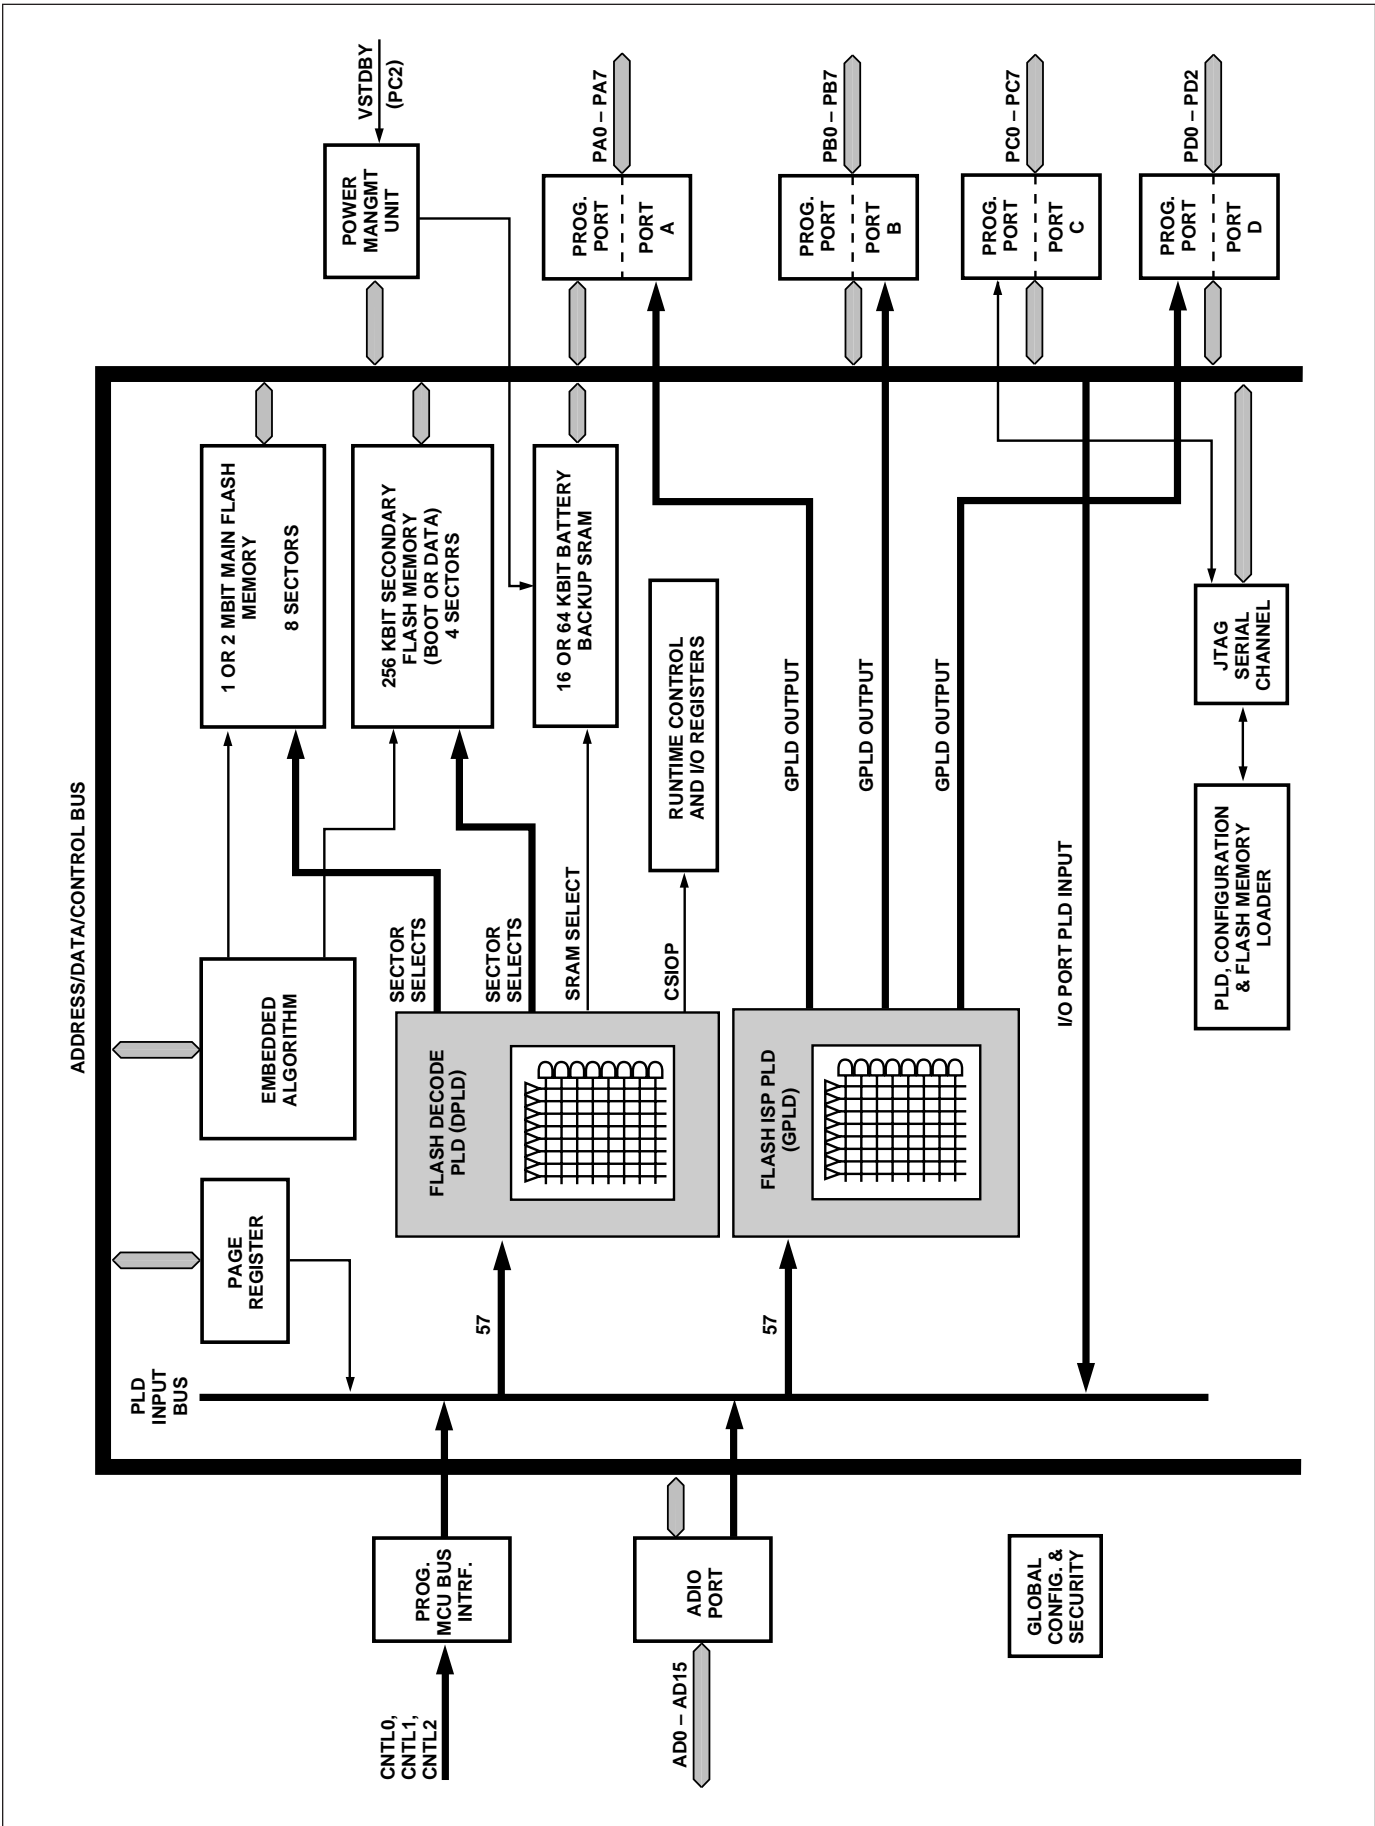 ADDRESS/DATA/CONTROL BUS
CNTL0,
CNTL1,
CNTL2
PROG.
MCU BUS
INTRF.
AD0 – AD15
ADIO
PORT
GLOBAL
CONFIG. &
SECURITY
PLD
INPUT
BUS
PAGE
REGISTER
57
57
EMBEDDED
ALGORITHM
FLASH DECODE
PLD (DPLD)
FLASH ISP PLD
(GPLD)
SECTOR
SELECTS
SECTOR
SELECTS
SRAM SELECT
CSIOP
1 OR 2 MBIT MAIN FLASH
MEMORY
8 SECTORS
256 KBIT SECONDARY
FLASH MEMORY
(BOOT OR DATA)
4 SECTORS
16 OR 64 KBIT BATTERY
BACKUP SRAM
RUNTIME CONTROL
AND I/O REGISTERS
GPLD OUTPUT
GPLD OUTPUT
GPLD OUTPUT
I/O PORT PLD INPUT
PLD, CONFIGURATION
& FLASH MEMORY
LOADER
JTAG
SERIAL
CHANNEL
POWER
MANGMT
UNIT
VSTDBY
(PC2)
PROG.
PORT
PORT
A
PA0 – PA7
PROG.
PORT
PORT
B
PB0 – PB7
PROG.
PORT
PORT
C
PC0 – PC7
PROG.
PORT
PORT
D
PD0 – PD2